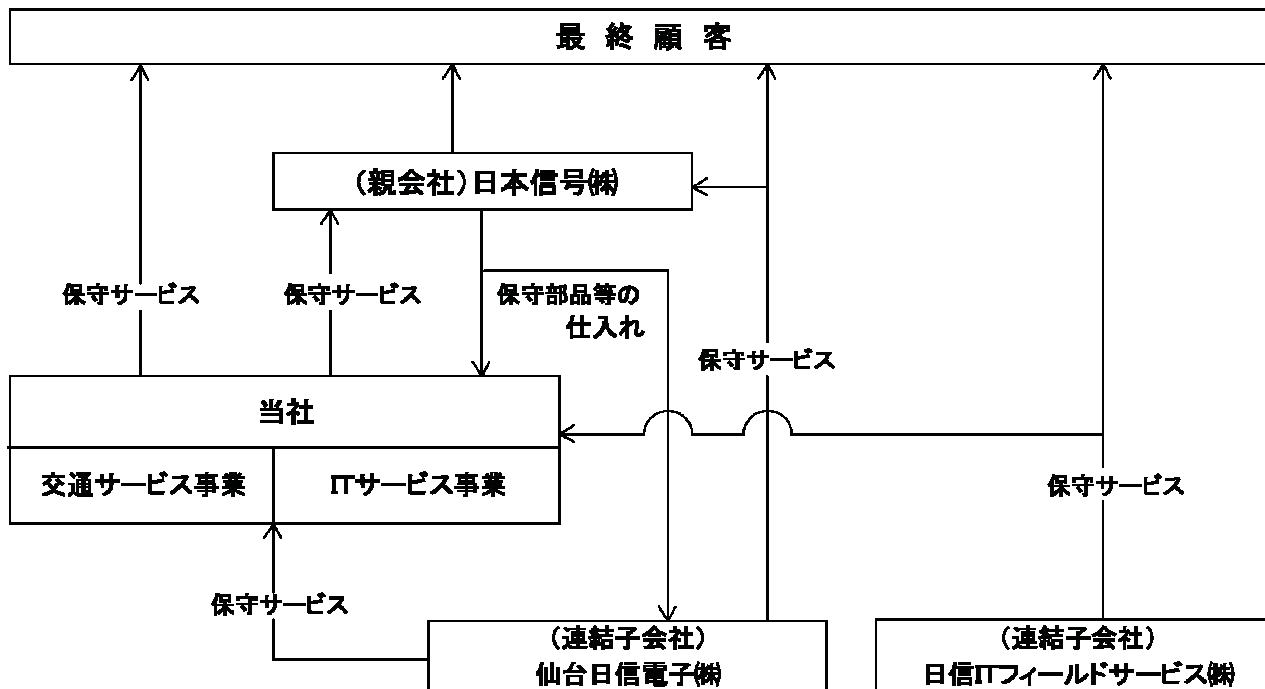 最終顧客
（親会社）日本信号㈱
保守サービス
保守サービス
保守部品等の
仕入れ
保守サービス
当社
交通サービス事業
ITサービス事業
保守サービス
保守サービス
（連結子会社）
仙台日信電子㈱
（連結子会社）
日信ITフィールドサービス㈱